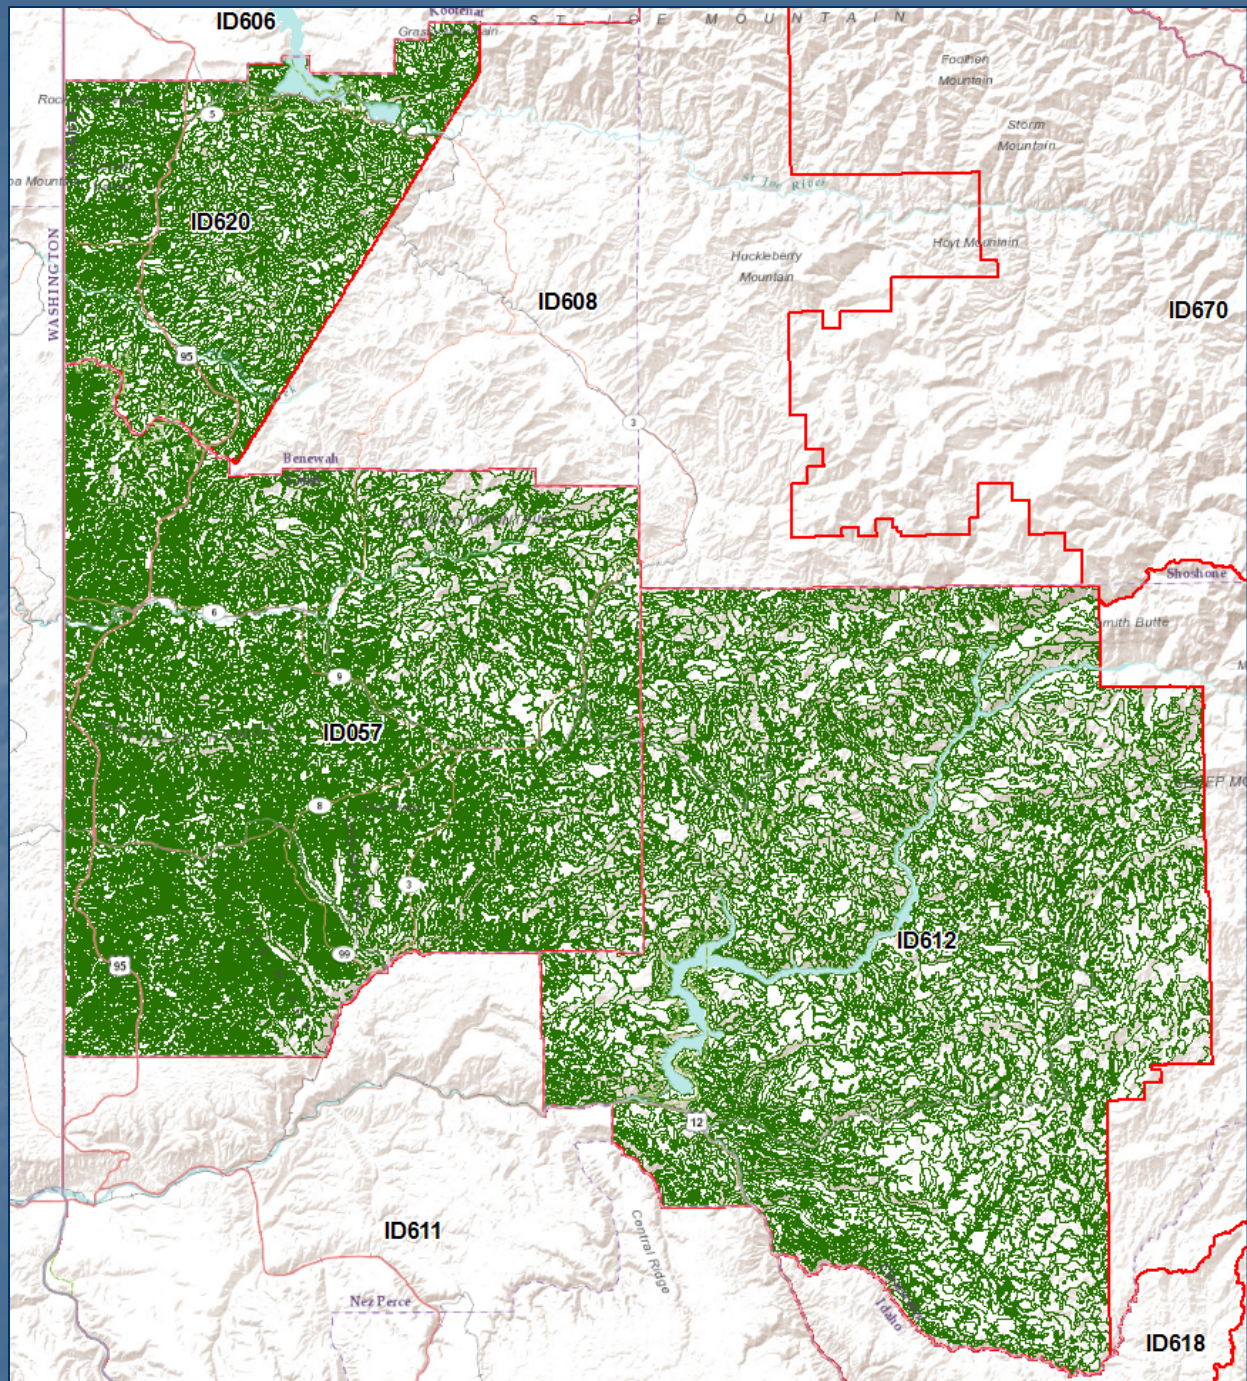 ID606
Kootenai
ST JOE MOUNTAIN
Foothen
Mountain
Storm
Mountain
5
St Joe River
ID620
WASHINGTON
Huckleberry
Mountain
Hoyt Mountain
ID608
ID670
95
3
Benewah
Shoshone
6
Smith Butte
9
ID057
8
3
99
95
ID612
12
Central Ridge
ID611
Nez Perce
Idaho
ID618